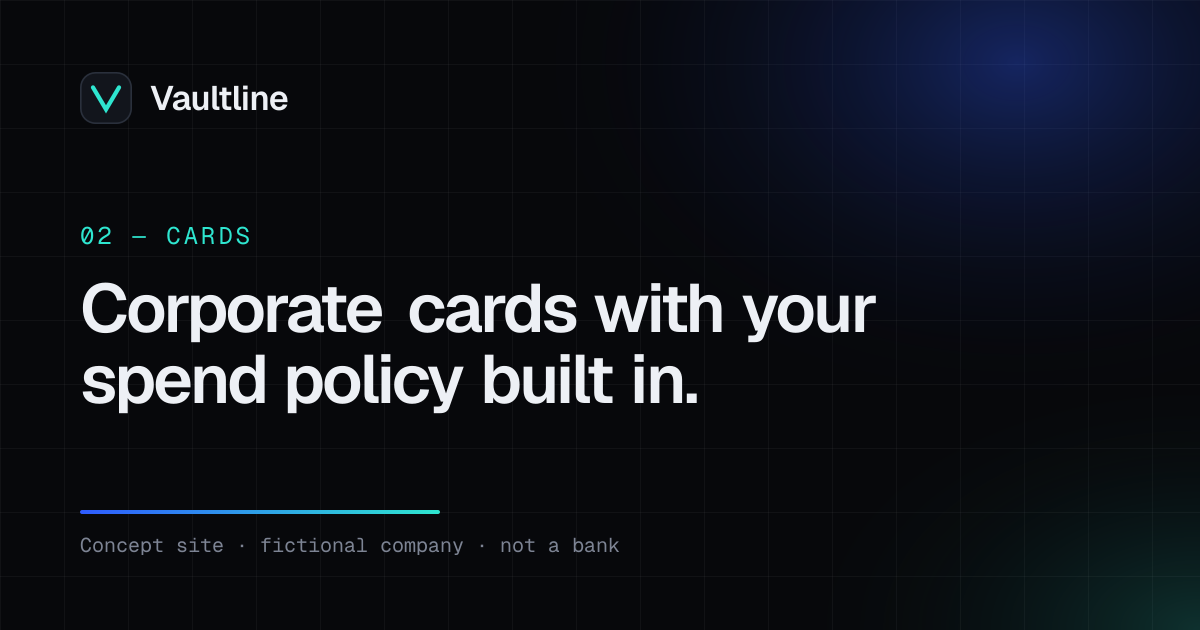 Vaultline
02 — CARDS
Corporate cards with your
spend policy built in.
Concept site · fictional company · not a bank